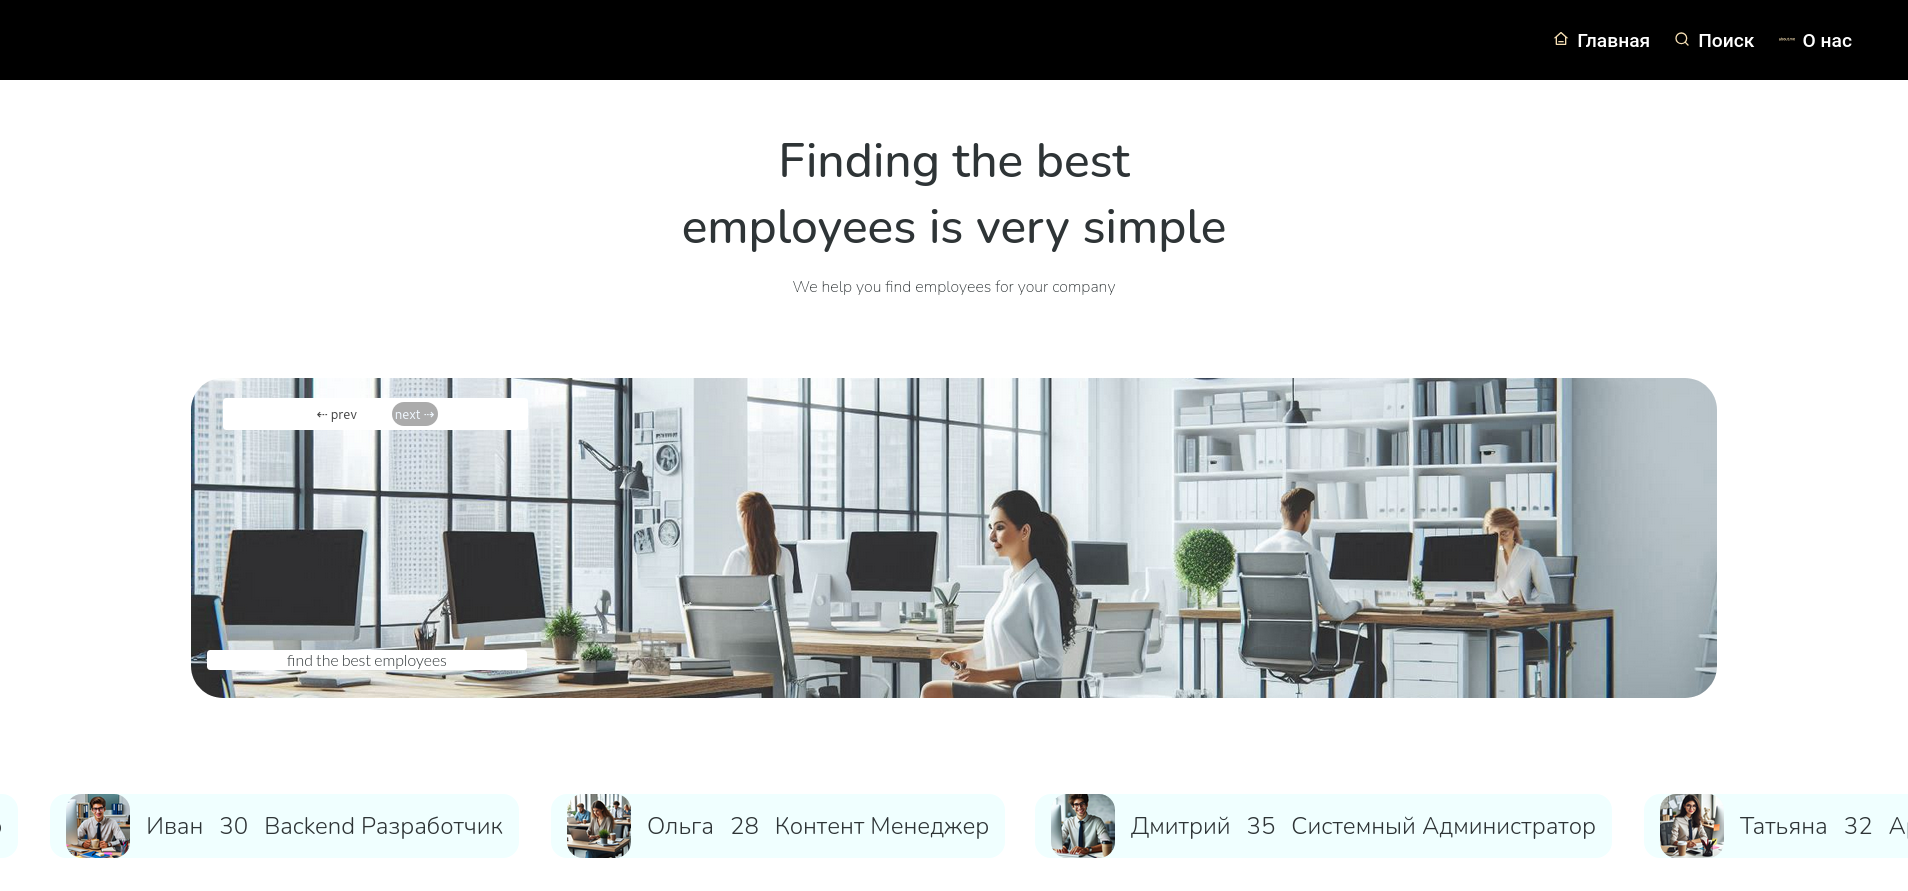 Главная Поиск О нас
Finding the best
employees is very simple
We help you find employees for your company
⇠ prev next ⇢
find the best employees
Иван 30 Backend Разработчик Ольга 28 Контент Менеджер Дмитрий 35 Системный Администратор Татьяна 32